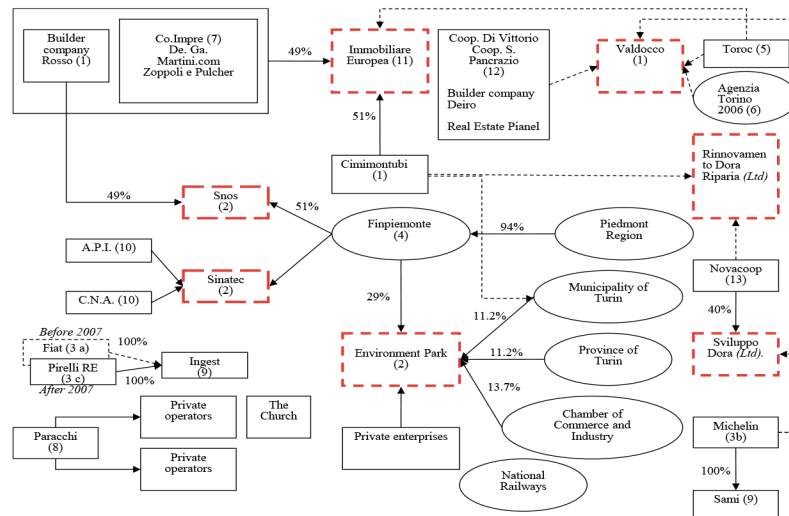 Builder
company
Rosso (1)
Co.Impre (7)
De. Ga.
Martini.com
Zoppoli e Pulcher
49%
Immobiliare
Europea (11)
Coop. Di Vittorio
Coop. S.
Pancrazio
(12)
Builder company
Deiro
Real Estate Pianel
Valdocco
(1)
Toroc (5)
Agenzia
Torino
2006 (6)
51%
Cimimontubi
(1)
Rinnovamen
to Dora
Riparia (Ltd)
49%
Snos
(2)
51%
Finpiemonte
(4)
94%
Piedmont
Region
A.P.I. (10)
Sinatec
(2)
C.N.A. (10)
Novacoop
(13)
29%
Municipality of
Turin
11.2%
40%
Before 2007
Fiat (3 a)
100%
Pirelli RE
(3 c)
100%
After 2007
Ingest
(9)
Environment Park
(2)
11.2%
Province of
Turin
Sviluppo
Dora (Ltd).
13.7%
Private
operators
The
Church
Paracchi
(8)
Private
operators
Private enterprises
Chamber of
Commerce and
Industry
Michelin
(3b)
National
Railways
100%
Sami (9)